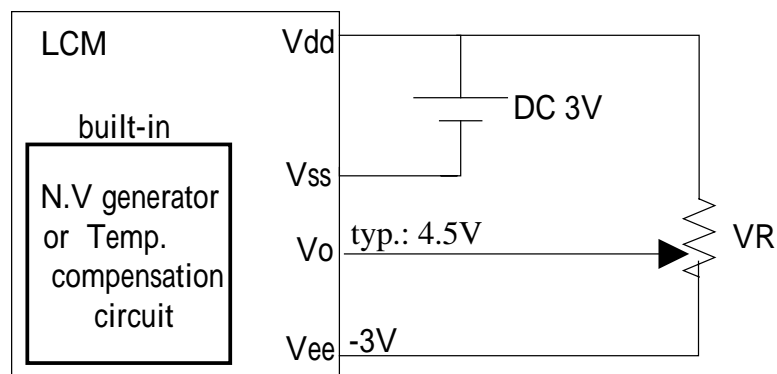 LCM
Vdd
DC 3V
built-in
Vss
N.V generator
or Temp.
compensation
circuit
Vo
typ.: 4.5V
VR
Vee
-3V